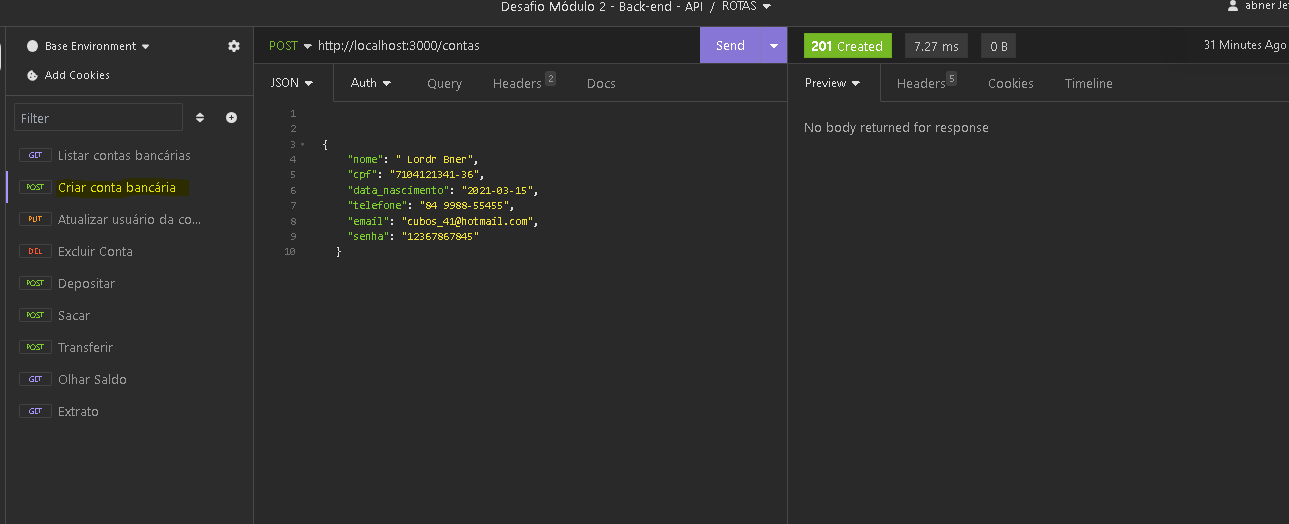 Desafio Módulo 2 - Back-end - API / ROTAS
abner Je
Base Environment
Add Cookies
Filter
GET Listar contas bancárias
POST Criar conta bancária
PUT Atualizar usuário da co...
DEL Excluir Conta
POST Depositar
POST Sacar
POST Transferir
GET Olhar Saldo
GET Extrato
POST http://localhost:3000/contas Send
JSON Auth Query Headers 2 Docs
1
2
3 {
4 "nome": " Lordr Bner",
5 "cpf": "7104121341-36",
6 "data_nascimento": "2021-03-15",
7 "telefone": "84 9988-55455",
8 "email": "cubos_41@hotmail.com",
9 "senha": "12367867845"
10 }
201 Created 7.27 ms 0 B 31 Minutes Ago
Preview Headers 5 Cookies Timeline
No body returned for response